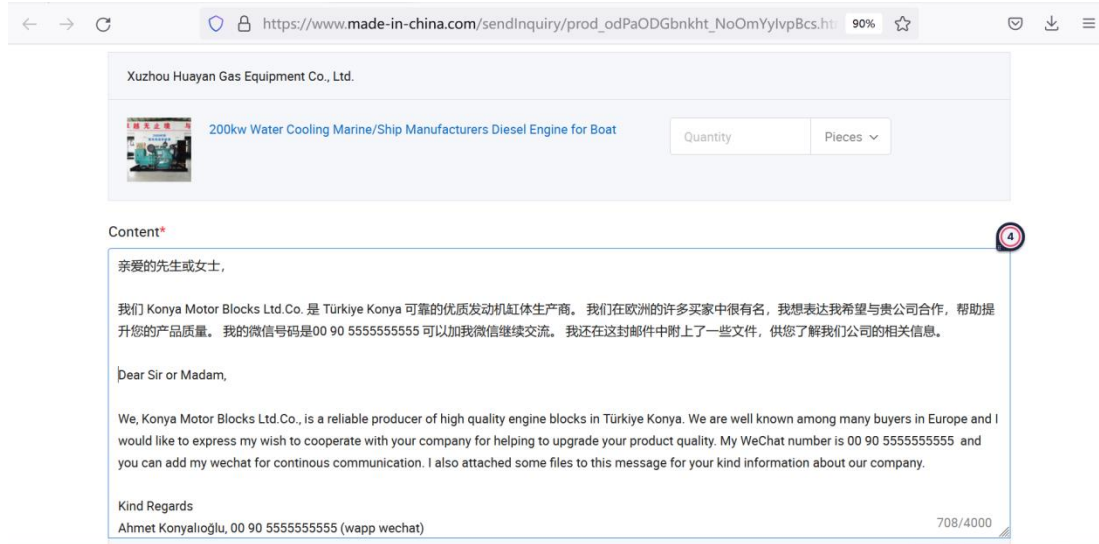 https://www.made-in-china.com/sendInquiry/prod_odPaODGbnkht_NoOmYylvpBcs.ht
90%
Xuzhou Huayan Gas Equipment Co., Ltd.
200kw Water Cooling Marine/Ship Manufacturers Diesel Engine for Boat
Quantity
Pieces
Content*
4
亲爱的先生或女士，
我们 Konya Motor Blocks Ltd.Co. 是 Türkiye Konya 可靠的优质发动机缸体生产商。 我们在欧洲的许多买家中很有名，我想表达我希望与贵公司合作，帮助提
升您的产品质量。 我的微信号码是00 90 5555555555 可以加我微信继续交流。 我还在这封邮件中附上了一些文件，供您了解我们公司的相关信息。
Dear Sir or Madam,
We, Konya Motor Blocks Ltd.Co., is a reliable producer of high quality engine blocks in Türkiye Konya. We are well known among many buyers in Europe and I
would like to express my wish to cooperate with your company for helping to upgrade your product quality. My WeChat number is 00 90 5555555555 and
you can add my wechat for continous communication. I also attached some files to this message for your kind information about our company.
Kind Regards
Ahmet Konyalıoğlu, 00 90 5555555555 (wapp wechat)
708/4000